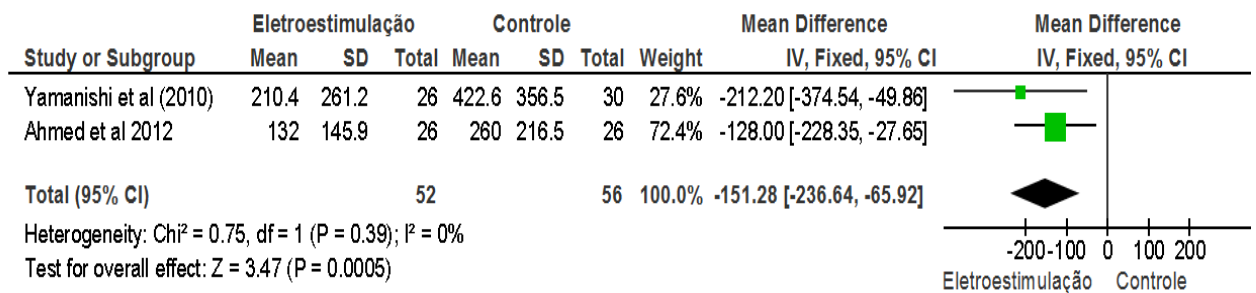 Eletroestimulação Controle Mean Difference Mean Difference
Study or Subgroup Mean SD Total Mean SD Total Weight IV, Fixed, 95% CI IV, Fixed, 95% CI
Yamanishi et al (2010) 210.4 261.2 26 422.6 356.5 30 27.6% -212.20 [-374.54, -49.86]
Ahmed et al 2012 132 145.9 26 260 216.5 26 72.4% -128.00 [-228.35, -27.65]
Total (95% CI) 52 56 100.0% -151.28 [-236.64, -65.92]
Heterogeneity: Chi² = 0.75, df = 1 (P = 0.39); I² = 0%
Test for overall effect: Z = 3.47 (P = 0.0005)
-200 -100 0 100 200
Eletroestimulação Controle